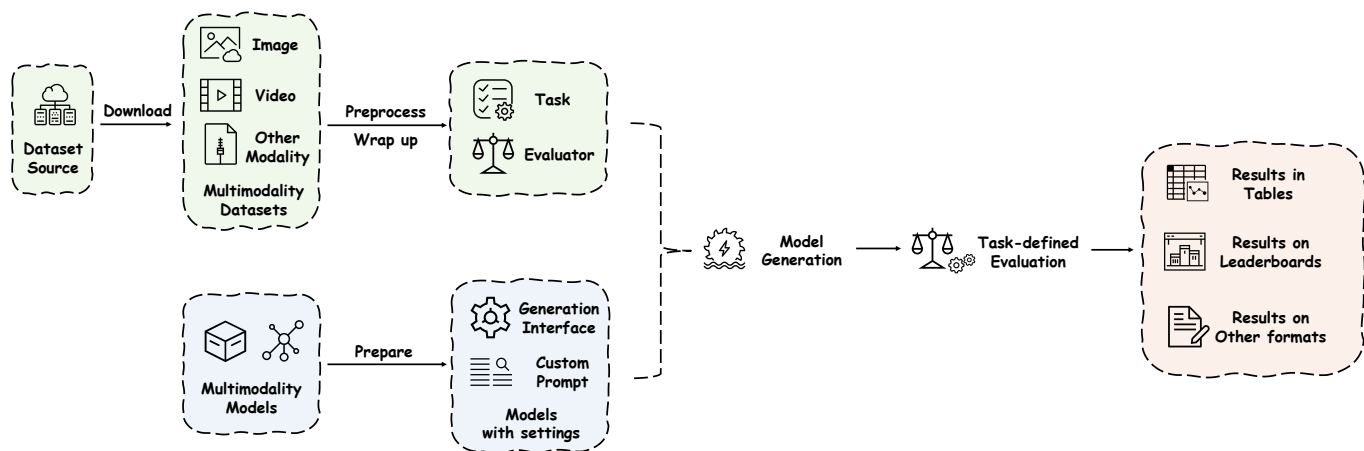 Dataset
Source
Download
Image
Video
Other
Modality
Multimodality
Datasets
Preprocess
Wrap up
Task
Evaluator
Multimodality
Models
Prepare
Generation
Interface
Custom
Prompt
Models
with settings
Model
Generation
Task-defined
Evaluation
Results in
Tables
Results on
Leaderboards
Results on
Other formats